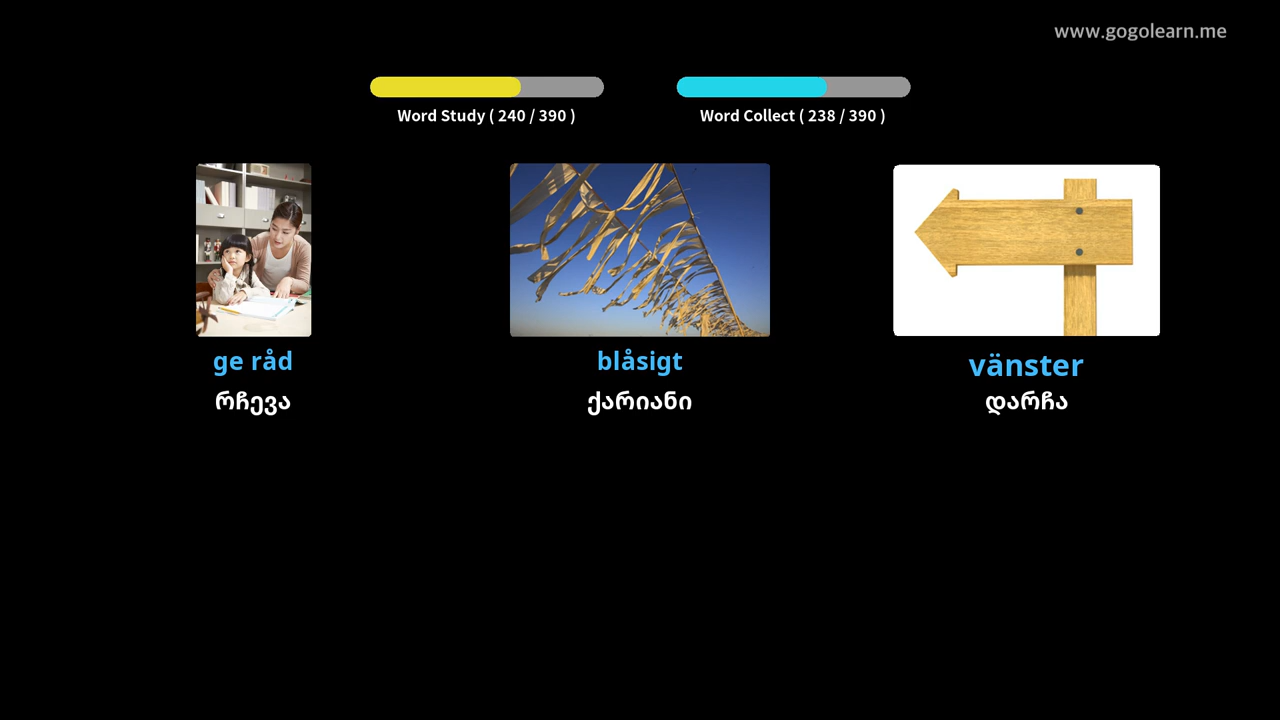 www.gogolearn.me
Word Study ( 240 / 390 )
Word Collect ( 238 / 390 )
ge råd
blåsigt
vänster
რჩევა
ქარიანი
დარჩა